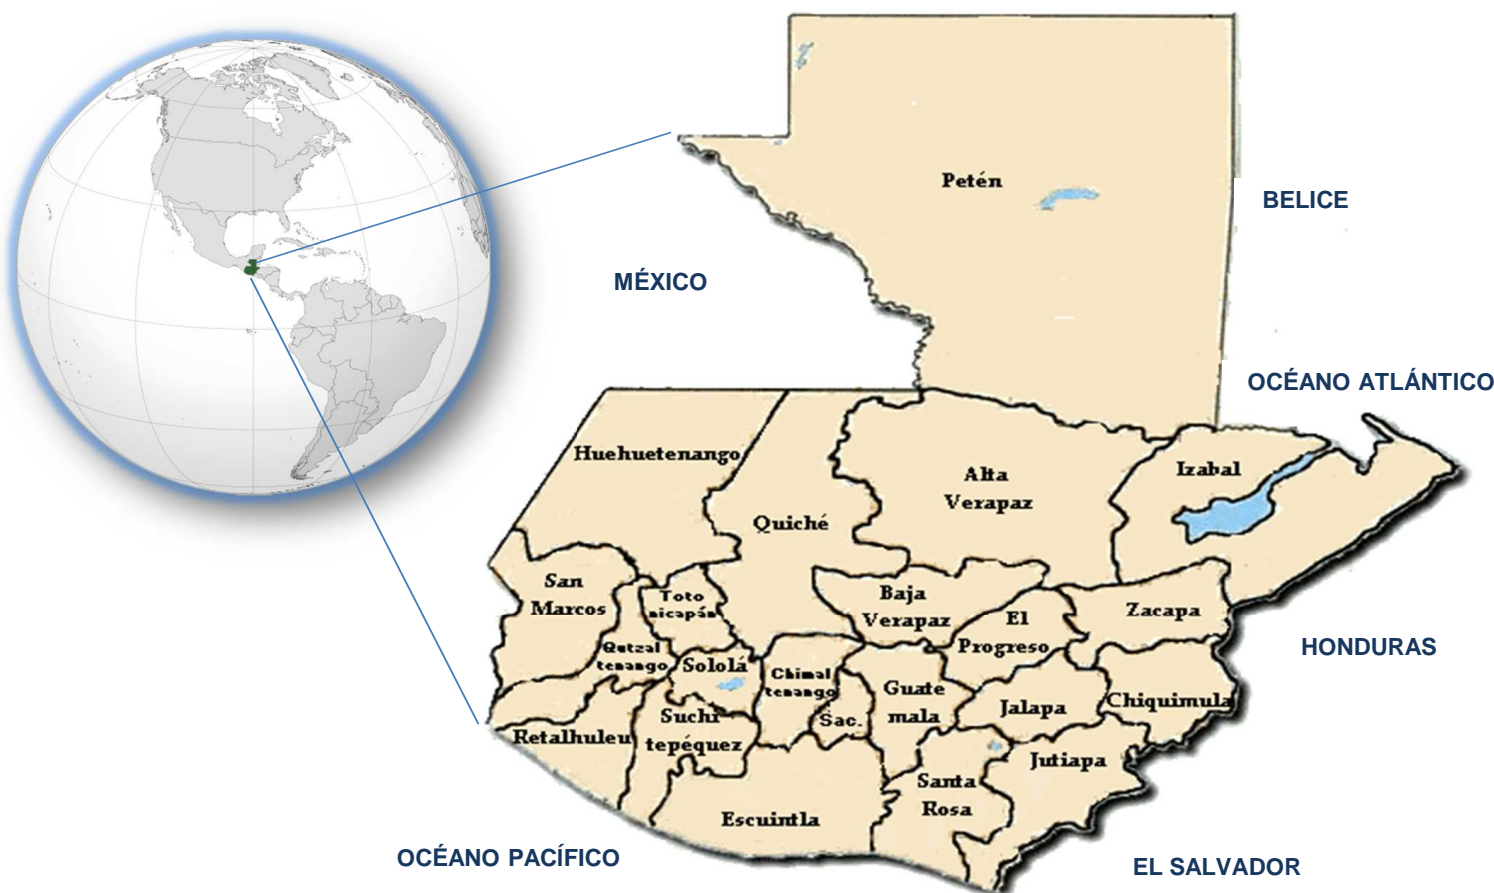 Petén
BELICE
MÉXICO
OCÉANO ATLÁNTICO
Huehuetenango
Quiché
Alta
Verapaz
Izabal
San
Marcos
Toto
nicapán
Baja
Verapaz
El
Progreso
Zacapa
HONDURAS
Qutzal
tenango
Sololá
Chimal
tenango
Sac.
Guate
mala
Jalapa
Chiquimula
Retalhuleu
Suchi
tepéquez
Jutiapa
Santa
Rosa
Escuintla
OCÉANO PACÍFICO
EL SALVADOR